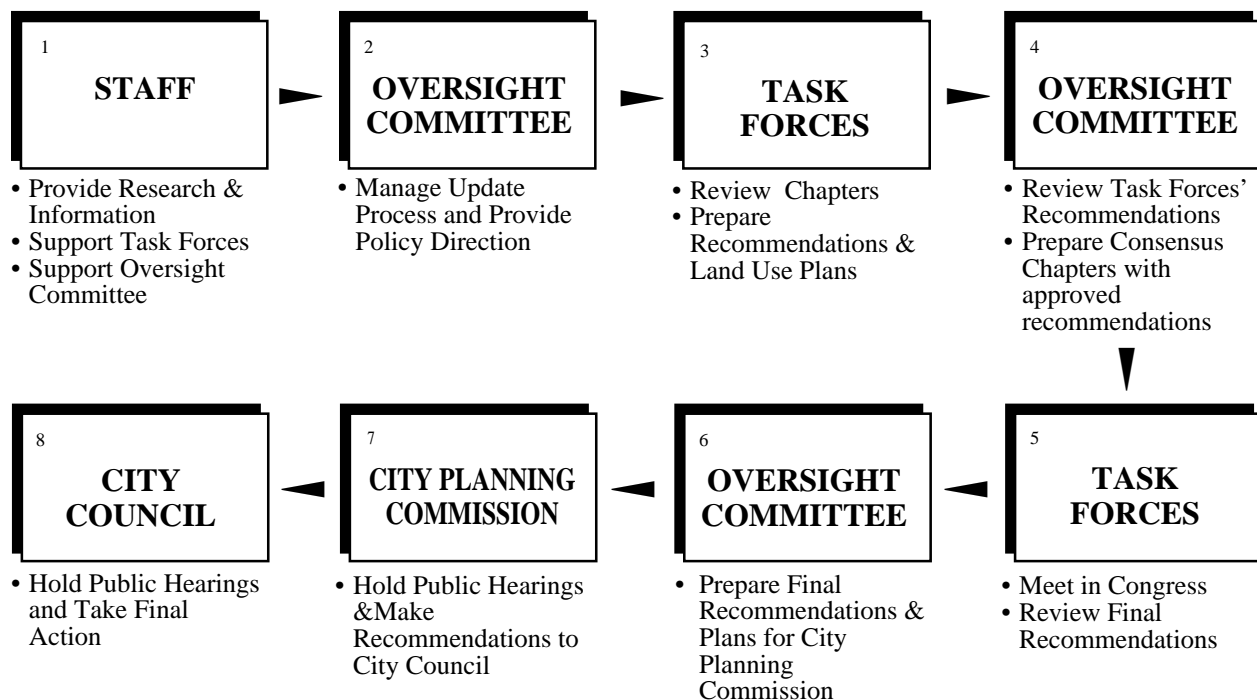 1
STAFF
• Provide Research &
Information
• Support Task Forces
• Support Oversight
Committee
2
OVERSIGHT
COMMITTEE
• Manage Update
Process and Provide
Policy Direction
3
TASK
FORCES
• Review Chapters
• Prepare
Recommendations &
Land Use Plans
4
OVERSIGHT
COMMITTEE
• Review Task Forces’
Recommendations
• Prepare Consensus
Chapters with
approved
recommendations
5
TASK
FORCES
• Meet in Congress
• Review Final
Recommendations
6
OVERSIGHT
COMMITTEE
• Prepare Final
Recommendations &
Plans for City
Planning
Commission
7
CITY PLANNING
COMMISSION
• Hold Public Hearings
&Make
Recommendations to
City Council
8
CITY
COUNCIL
• Hold Public Hearings
and Take Final
Action